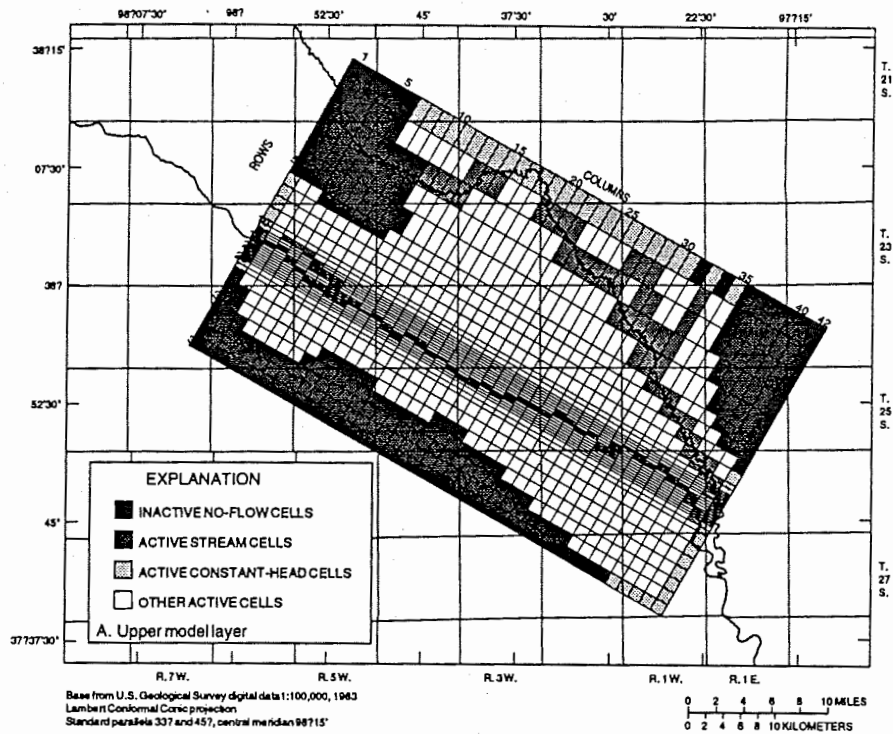 98?07'30" 98? 52'30" 45' 37'30" 30' 22'30" 97?15'
38?15'
07'30"
38?
52'30"
45'
37?37'30"
T. 21 S.
T. 23 S.
T. 25 S.
T. 27 S.
ROWS
COLUMNS
1 5 10 15 20 25 30 35 40 42
EXPLANATION
INACTIVE NO-FLOW CELLS
ACTIVE STREAM CELLS
ACTIVE CONSTANT-HEAD CELLS
OTHER ACTIVE CELLS
A. Upper model layer
R. 7 W. R. 5 W. R. 3 W. R. 1 W. R. 1 E.
Base from U.S. Geological Survey digital data 1:100,000, 1983
Lambert Conformal Conic projection
Standard parallels 33? and 45?, central meridian 98?15'
0 2 4 6 8 10 MILES
0 2 4 6 8 10 KILOMETERS